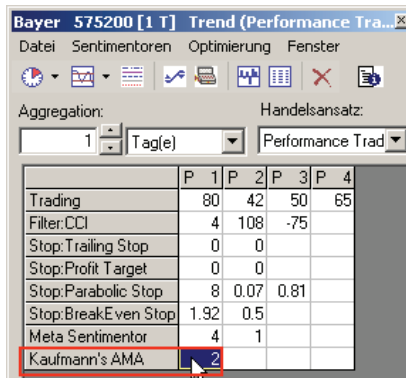 Bayer 575200 [1 T] Trend (Performance Tra...
Datei Sentimentoren Optimierung Fenster
Aggregation: Handelsansatz:
1 Tag(e) Performance Trad
P 1 P 2 P 3 P 4
Trading 80 42 50 65
Filter:CCI 4 108 -75
Stop:Trailing Stop 0 0
Stop:Profit Target 0 0
Stop:Parabolic Stop 8 0.07 0.81
Stop:BreakEven Stop 1.92 0.5
Meta Sentimentor 4 1
Kaufmann's AMA 2